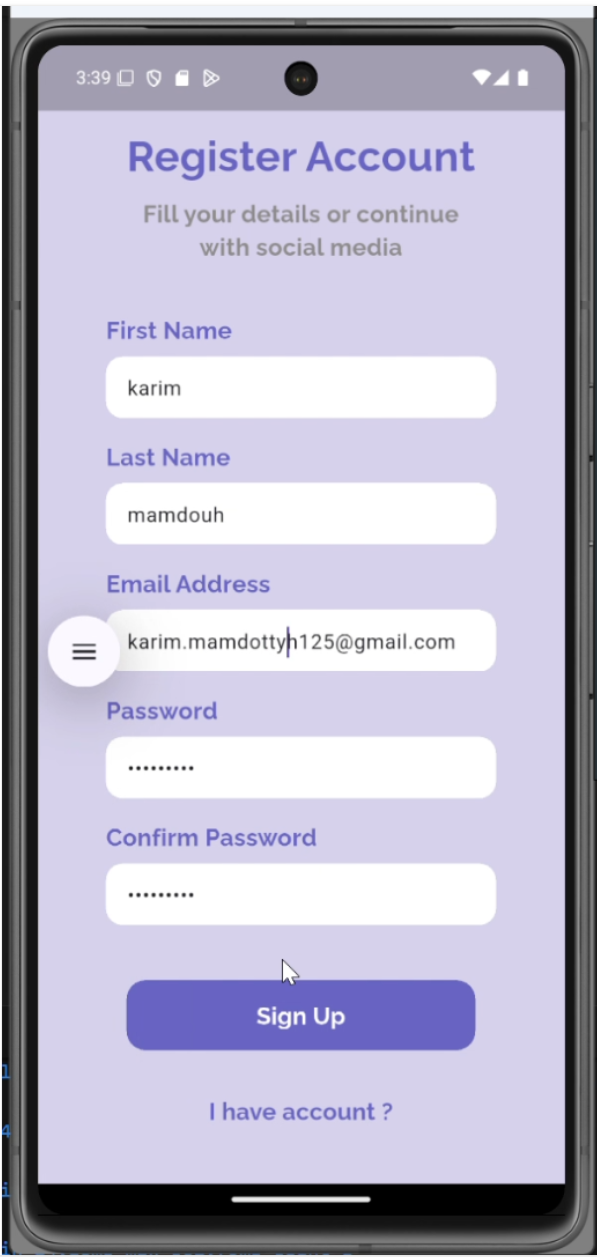 3:39
Register Account
Fill your details or continue
with social media
First Name
karim
Last Name
mamdouh
Email Address
karim.mamdottyh125@gmail.com
Password
•••••••••
Confirm Password
•••••••••
Sign Up
I have account ?